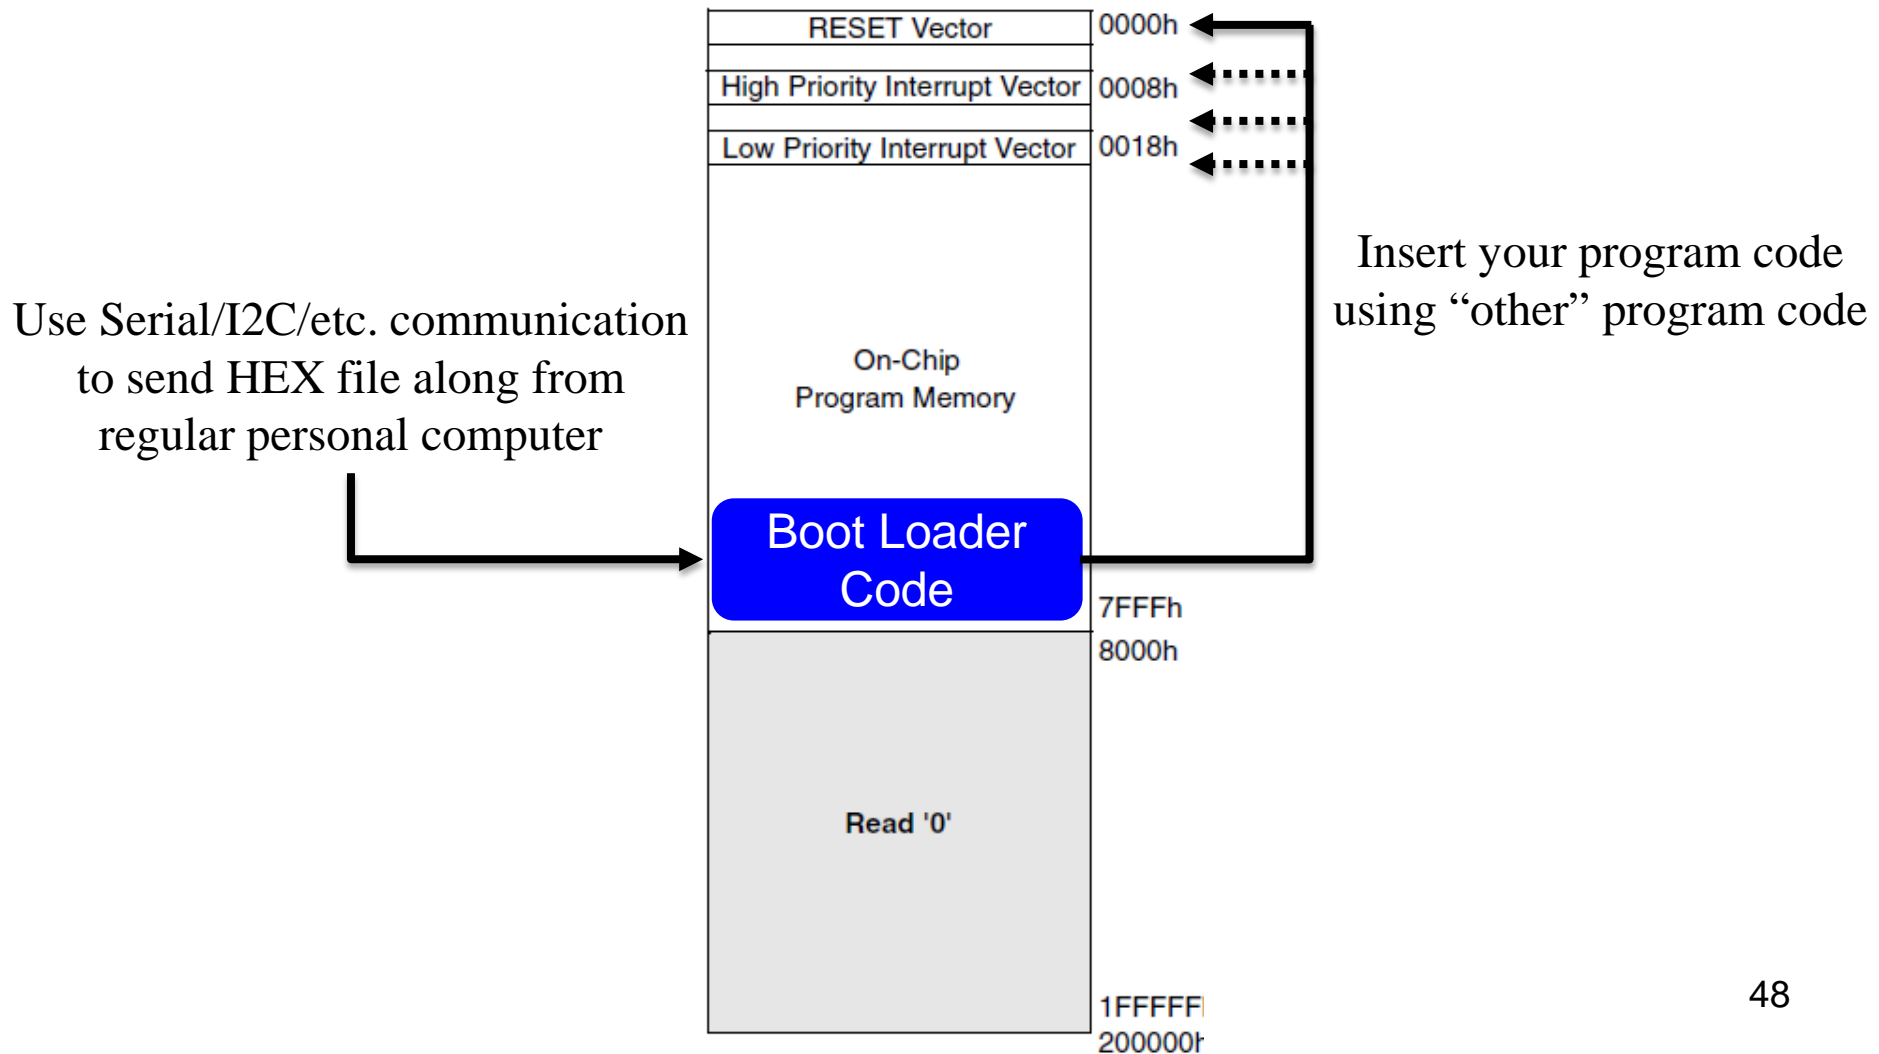 RESET Vector
0000h
High Priority Interrupt Vector
0008h
Low Priority Interrupt Vector
0018h
Insert your program code
using “other” program code
Use Serial/I2C/etc. communication
to send HEX file along from
regular personal computer
On-Chip
Program Memory
Boot Loader
Code
7FFFh
8000h
Read '0'
1FFFFF
200000h
48